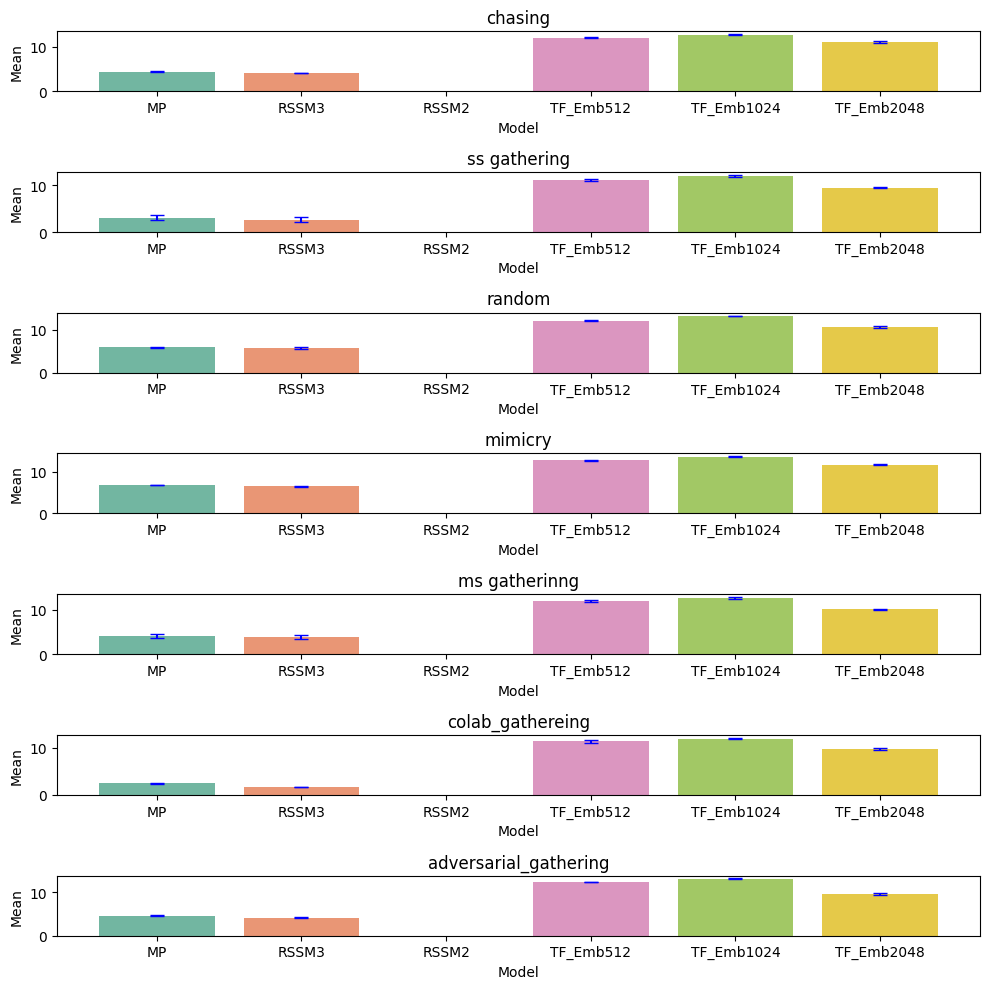 chasing
Mean
10
0
MP RSSM3 RSSM2 TF_Emb512 TF_Emb1024 TF_Emb2048
Model
ss gathering
Mean
10
0
MP RSSM3 RSSM2 TF_Emb512 TF_Emb1024 TF_Emb2048
Model
random
Mean
10
0
MP RSSM3 RSSM2 TF_Emb512 TF_Emb1024 TF_Emb2048
Model
mimicry
Mean
10
0
MP RSSM3 RSSM2 TF_Emb512 TF_Emb1024 TF_Emb2048
Model
ms gatherinng
Mean
10
0
MP RSSM3 RSSM2 TF_Emb512 TF_Emb1024 TF_Emb2048
Model
colab_gathereing
Mean
10
0
MP RSSM3 RSSM2 TF_Emb512 TF_Emb1024 TF_Emb2048
Model
adversarial_gathering
Mean
10
0
MP RSSM3 RSSM2 TF_Emb512 TF_Emb1024 TF_Emb2048
Model